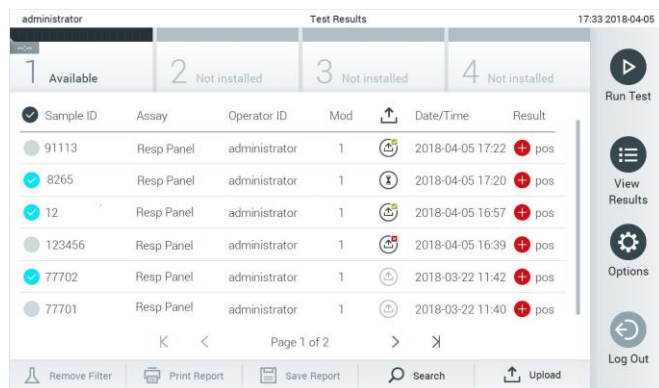 administrator Test Results 17:33 2018-04-05
1 Available 2 Not installed 3 Not installed 4 Not installed
Run Test
Sample ID Assay Operator ID Mod Date/Time Result
91113 Resp Panel administrator 1 2018-04-05 17:22 pos
8265 Resp Panel administrator 1 2018-04-05 17:20 pos
View
Results
12 Resp Panel administrator 1 2018-04-05 16:57 pos
123456 Resp Panel administrator 1 2018-04-05 16:39 pos
Options
77702 Resp Panel administrator 1 2018-03-22 11:42 pos
77701 Resp Panel administrator 1 2018-03-22 11:40 pos
Page 1 of 2
Log Out
Remove Filter Print Report Save Report Search Upload